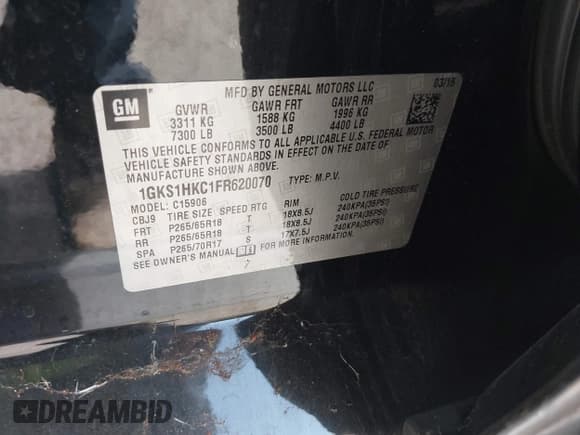 GM
MFD BY GENERAL MOTORS LLC 03/15
GVWR GAWR FRT GAWR RR
3311 KG 1588 KG 1996 KG
7300 LB 3500 LB 4400 LB
THIS VEHICLE CONFORMS TO ALL APPLICABLE U.S. FEDERAL MOTOR
VEHICLE SAFETY STANDARDS IN EFFECT ON THE DATE OF
MANUFACTURE SHOWN ABOVE.
1GKS1HKC1FR620070 TYPE: M.P.V.
MODEL: C15906
CBJ9 TIRE SIZE SPEED RTG RIM COLD TIRE PRESSURE
FRT P265/65R18 T 18X8.5J 240KPA(35PSI)
RR P265/65R18 T 18X8.5J 240KPA(35PSI)
SPA P265/70R17 S 17X7.5J 240KPA(35PSI)
SEE OWNER'S MANUAL
DREAMBID